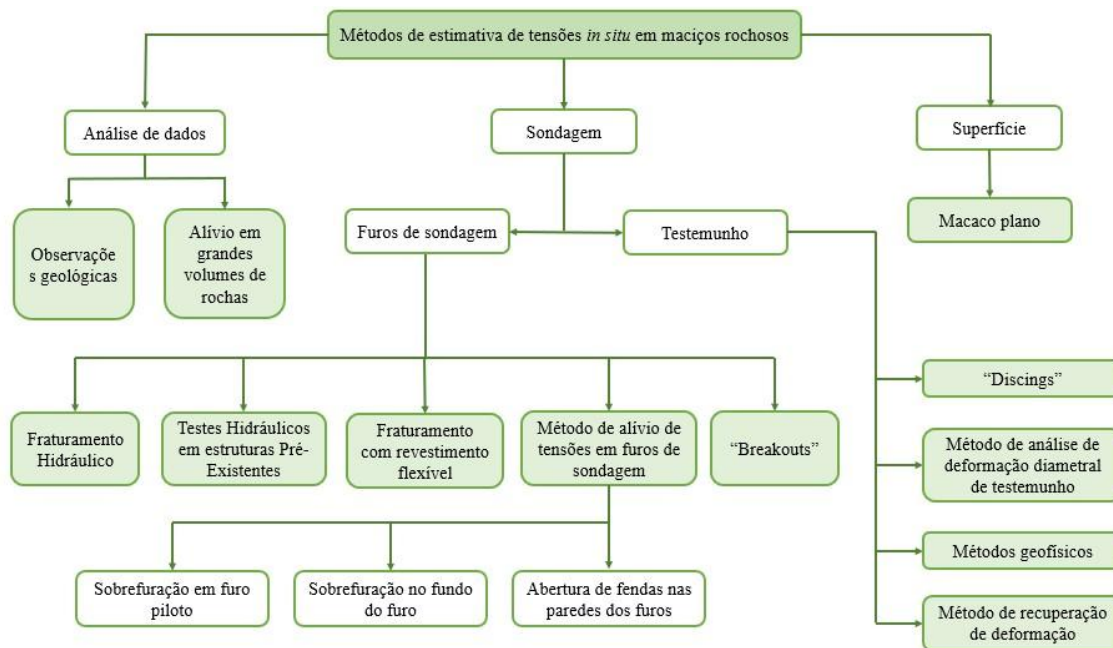 Métodos de estimativa de tensões in situ em maciços rochosos
Análise de dados
Sondagem
Superfície
Observaçõe
s geológicas
Alívio em
grandes
volumes de
rochas
Furos de sondagem
Testemunho
Macaco plano
Fraturamento
Hidráulico
Testes Hidráulicos
em estruturas Pré-
Existentes
Fraturamento
com revestimento
flexível
Método de alívio de
tensões em furos de
sondagem
“Breakouts”
“Discings”
Método de análise de
deformação diametral
de testemunho
Métodos geofísicos
Método de recuperação
de deformação
Sobrefuração em furo
piloto
Sobrefuração no fundo
do furo
Abertura de fendas nas
paredes dos furos